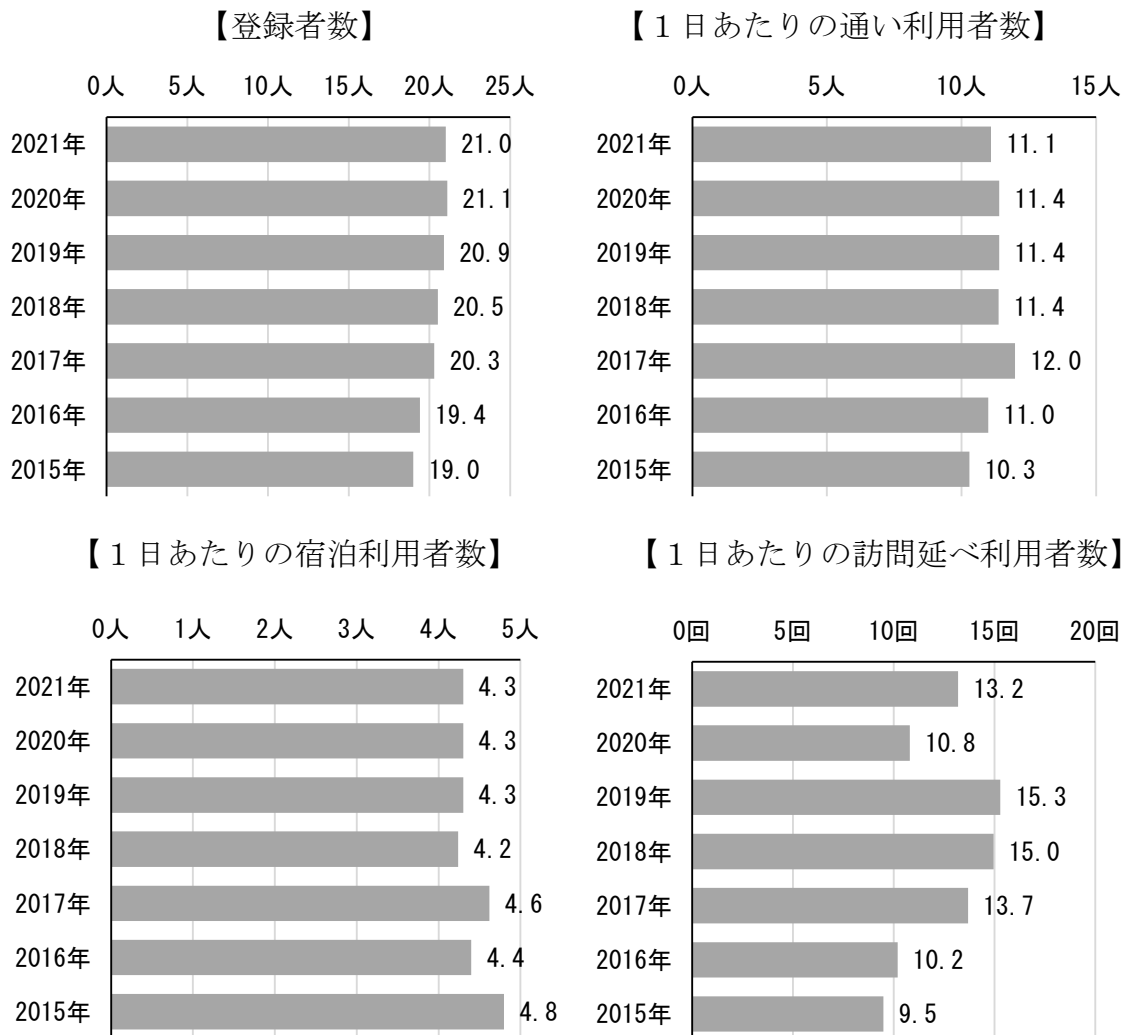 【登録者数】
0人 5人 10人 15人 20人 25人
2021年 21.0
2020年 21.1
2019年 20.9
2018年 20.5
2017年 20.3
2016年 19.4
2015年 19.0
【１日あたりの通い利用者数】
0人 5人 10人 15人
2021年 11.1
2020年 11.4
2019年 11.4
2018年 11.4
2017年 12.0
2016年 11.0
2015年 10.3
【１日あたりの宿泊利用者数】
0人 1人 2人 3人 4人 5人
2021年 4.3
2020年 4.3
2019年 4.3
2018年 4.2
2017年 4.6
2016年 4.4
2015年 4.8
【１日あたりの訪問延べ利用者数】
0回 5回 10回 15回 20回
2021年 13.2
2020年 10.8
2019年 15.3
2018年 15.0
2017年 13.7
2016年 10.2
2015年 9.5